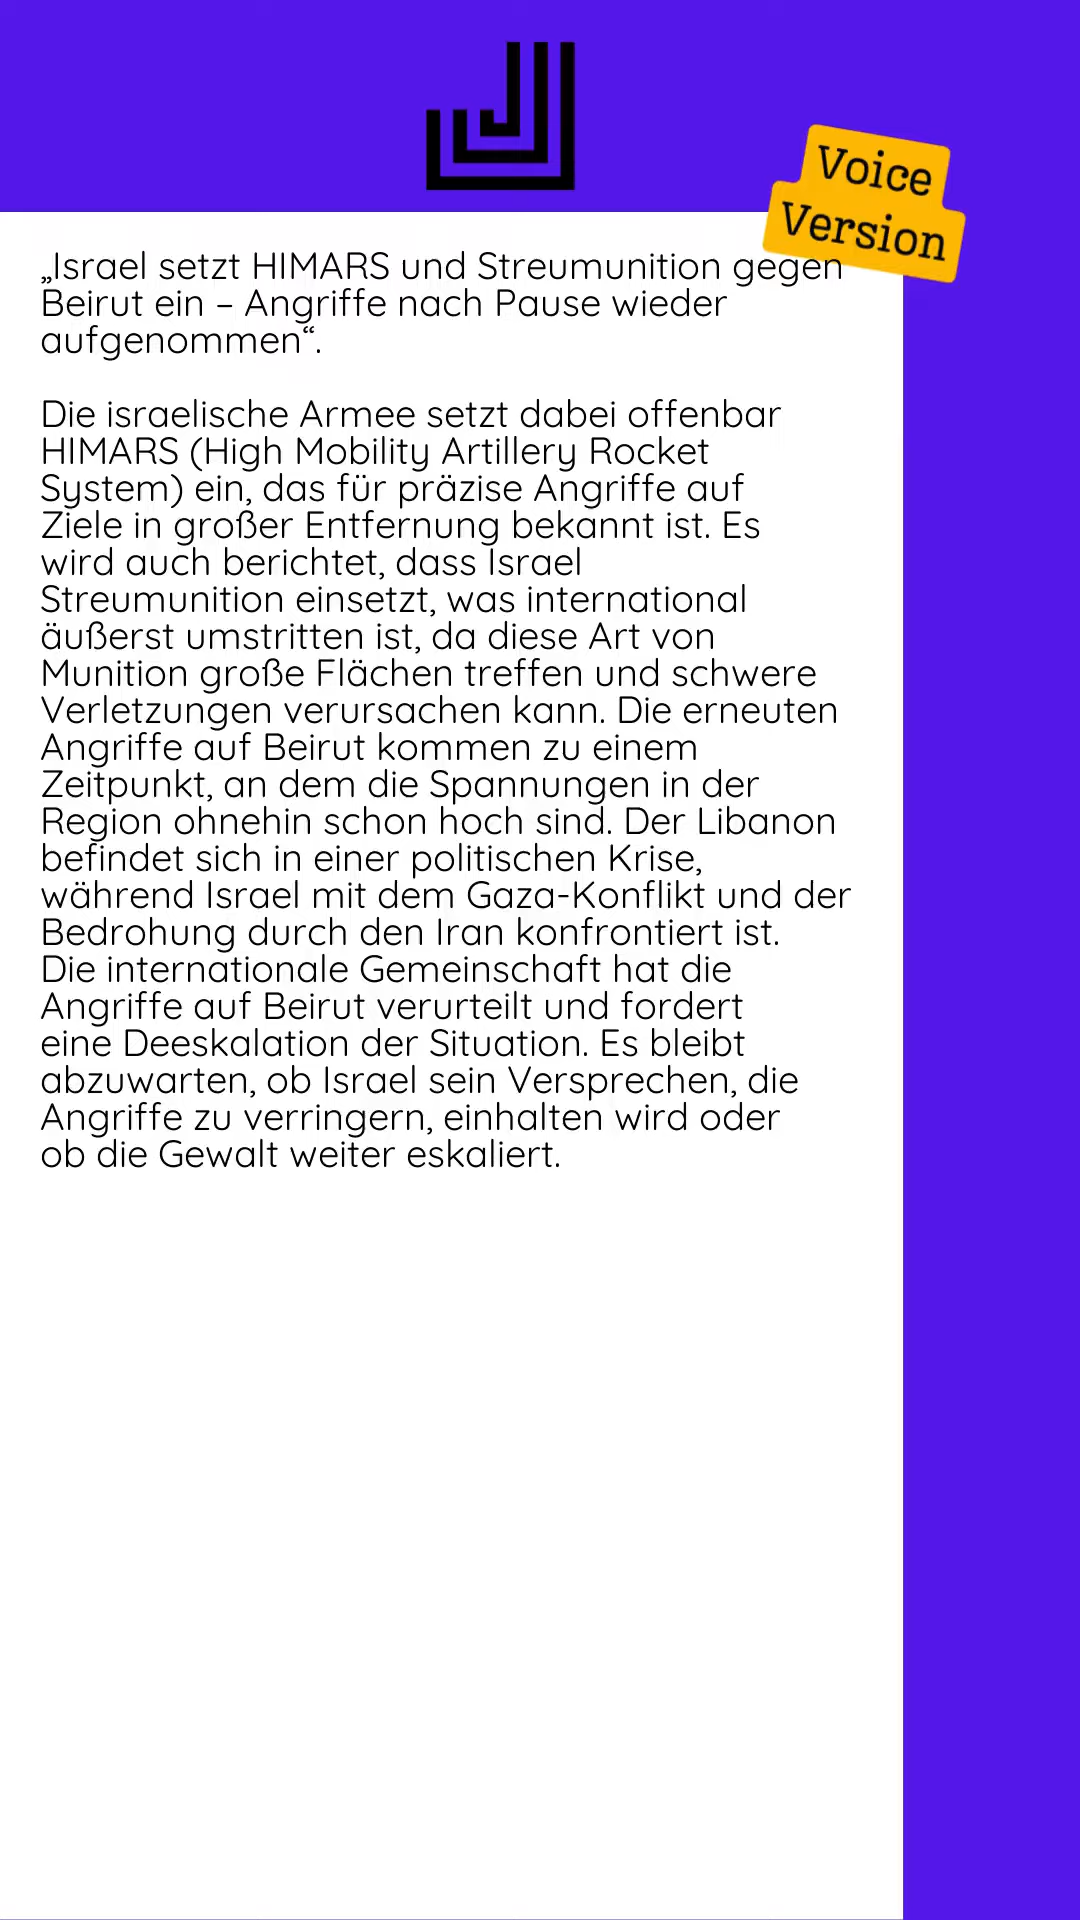 Voice
Version
„Israel setzt HIMARS und Streumunition gegen
Beirut ein – Angriffe nach Pause wieder
aufgenommen“.
Die israelische Armee setzt dabei offenbar
HIMARS (High Mobility Artillery Rocket
System) ein, das für präzise Angriffe auf
Ziele in großer Entfernung bekannt ist. Es
wird auch berichtet, dass Israel
Streumunition einsetzt, was international
äußerst umstritten ist, da diese Art von
Munition große Flächen treffen und schwere
Verletzungen verursachen kann. Die erneuten
Angriffe auf Beirut kommen zu einem
Zeitpunkt, an dem die Spannungen in der
Region ohnehin schon hoch sind. Der Libanon
befindet sich in einer politischen Krise,
während Israel mit dem Gaza-Konflikt und der
Bedrohung durch den Iran konfrontiert ist.
Die internationale Gemeinschaft hat die
Angriffe auf Beirut verurteilt und fordert
eine Deeskalation der Situation. Es bleibt
abzuwarten, ob Israel sein Versprechen, die
Angriffe zu verringern, einhalten wird oder
ob die Gewalt weiter eskaliert.